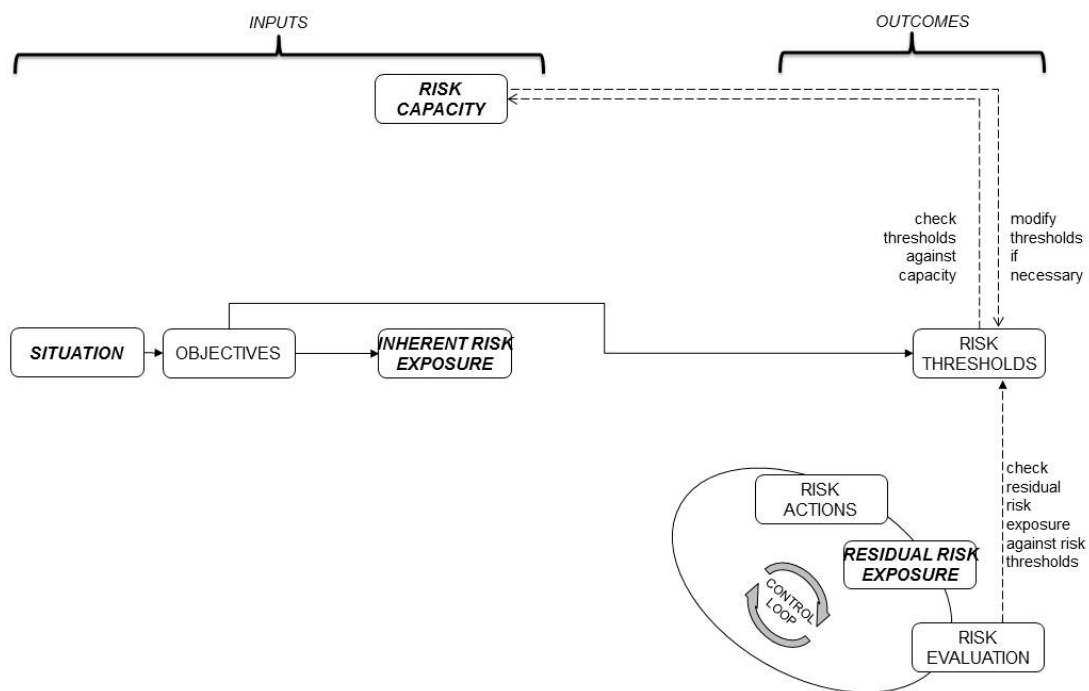 INPUTS
OUTCOMES
RISK
CAPACITY
check
thresholds
against
capacity
modify
thresholds
if
necessary
SITUATION
OBJECTIVES
INHERENT RISK
EXPOSURE
RISK
THRESHOLDS
RISK
ACTIONS
check
residual
risk
exposure
against risk
thresholds
RESIDUAL RISK
EXPOSURE
CONTROL
LOOP
RISK
EVALUATION